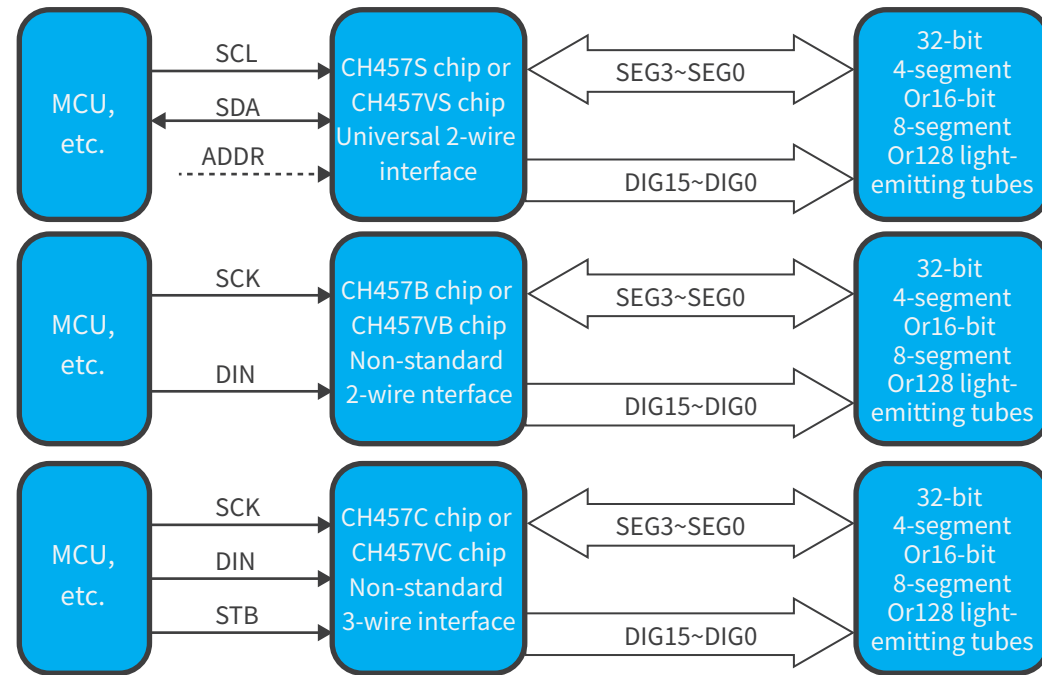 MCU,
etc.
SCL
SDA
ADDR
CH457S chip or
CH457VS chip
Universal 2-wire
interface
SEG3~SEG0
DIG15~DIG0
32-bit
4-segment
Or16-bit
8-segment
Or128 light-
emitting tubes
MCU,
etc.
SCK
DIN
CH457B chip or
CH457VB chip
Non-standard
2-wire nterface
SEG3~SEG0
DIG15~DIG0
32-bit
4-segment
Or16-bit
8-segment
Or128 light-
emitting tubes
MCU,
etc.
SCK
DIN
STB
CH457C chip or
CH457VC chip
Non-standard
3-wire interface
SEG3~SEG0
DIG15~DIG0
32-bit
4-segment
Or16-bit
8-segment
Or128 light-
emitting tubes